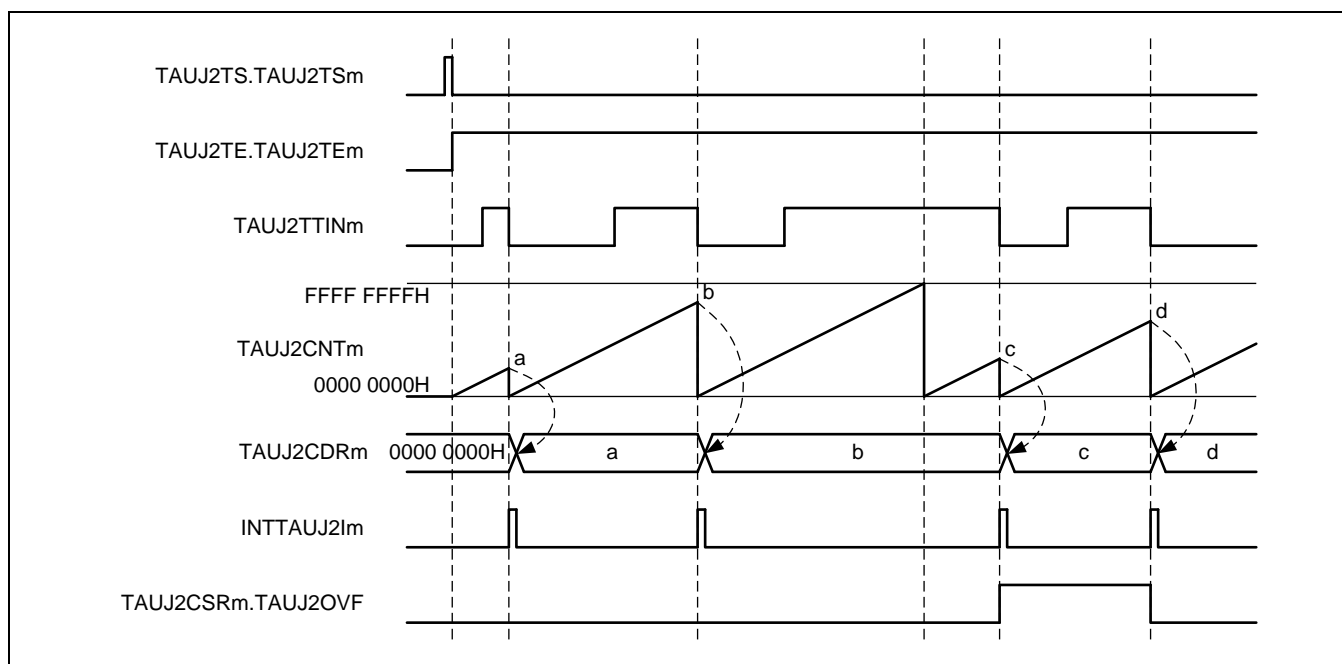 TAUJ2TS.TAUJ2TSm
TAUJ2TE.TAUJ2TEm
TAUJ2TTINm
FFFF FFFFH
b
d
TAUJ2CNTm
a
c
0000 0000H
TAUJ2CDRm 0000 0000H a b c d
INTTAUJ2Im
TAUJ2CSRm.TAUJ2OVF